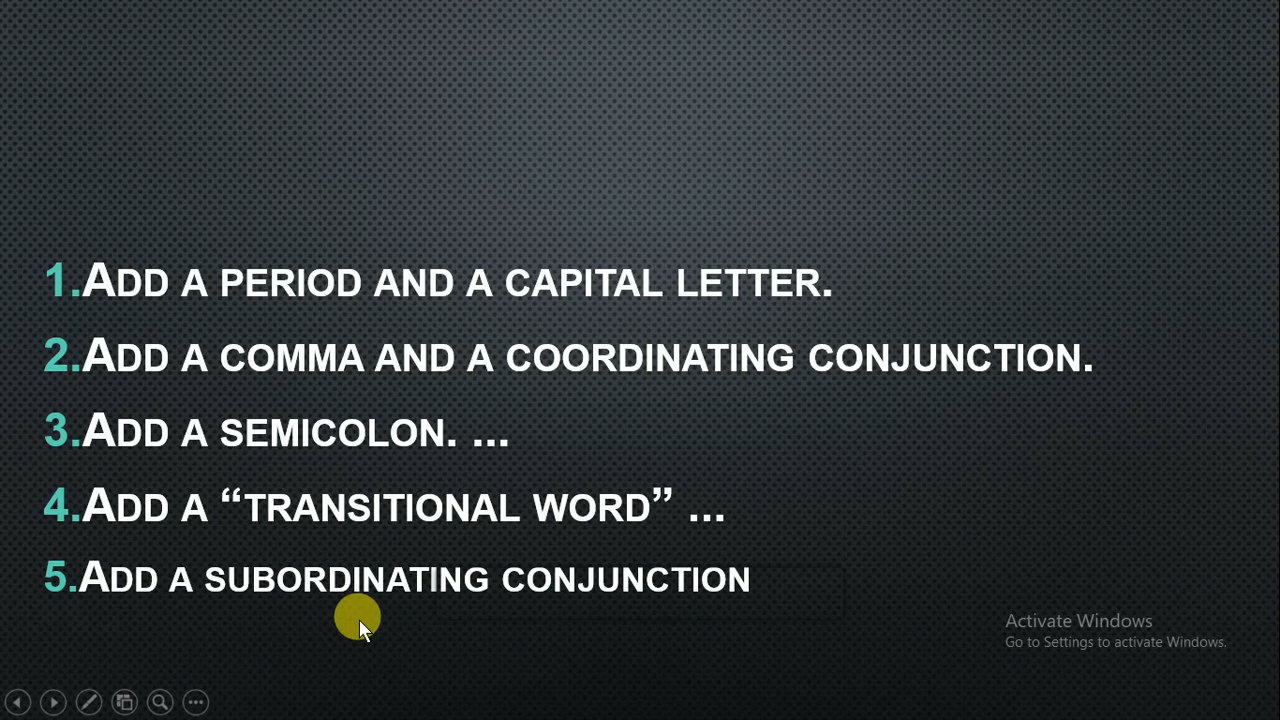 1.Add a period and a capital letter.
2.Add a comma and a coordinating conjunction.
3.Add a semicolon. ...
4.Add a “transitional word” ...
5.Add a subordinating conjunction
Activate Windows
Go to Settings to activate Windows.